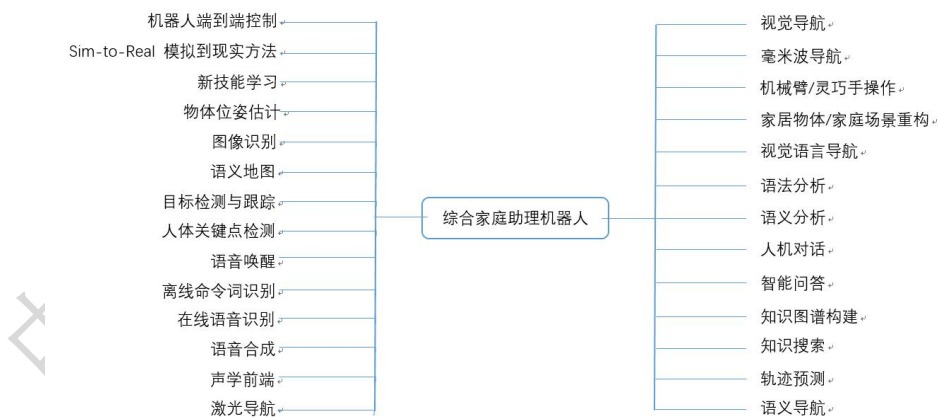 机器人端到端控制
Sim-to-Real 模拟到现实方法
新技能学习
物体位姿估计
图像识别
语义地图
目标检测与跟踪
人体关键点检测
语音唤醒
离线命令词识别
在线语音识别
语音合成
声学前端
激光导航
综合家庭助理机器人
视觉导航
毫米波导航
机械臂/灵巧手操作
家居物体/家庭场景重构
视觉语言导航
语法分析
语义分析
人机对话
智能问答
知识图谱构建
知识搜索
轨迹预测
语义导航